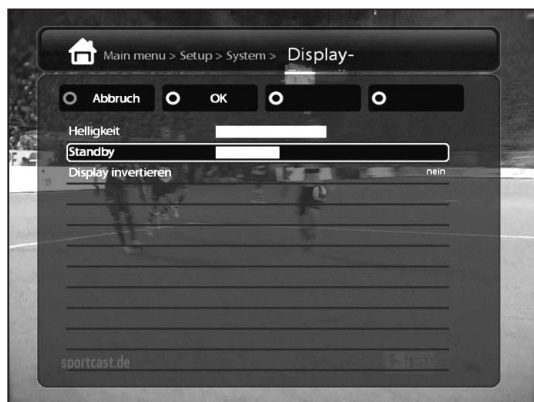 Main menu > Setup > System > Display-
Abbruch OK
Helligkeit
Standby
Display invertieren nein
sportcast.de